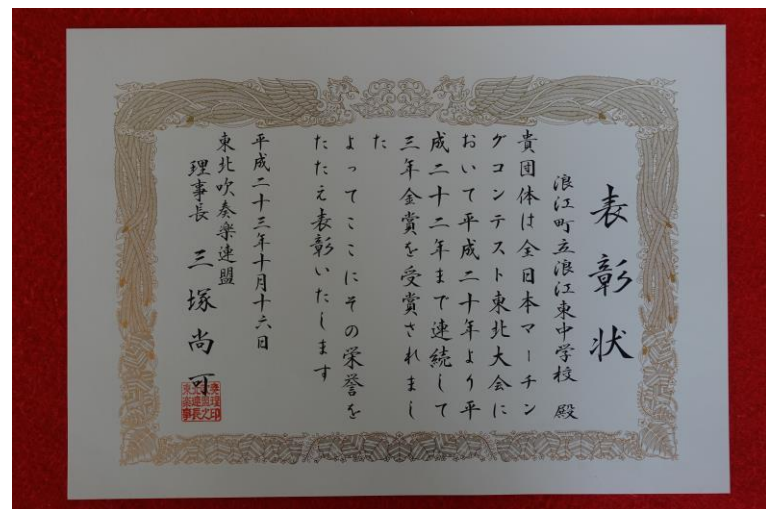 表彰状
浪江町立浪江東中学校 殿
貴団体は全日本マーチン
グコンテスト東北大会に
おいて平成二十年より平
成二十二年まで連続して
三年金賞を受賞されまし
た
よってここにその栄誉を
たたえ表彰いたします
平成二十三年十月十六日
東北吹奏楽連盟
理事長 三塚尚可